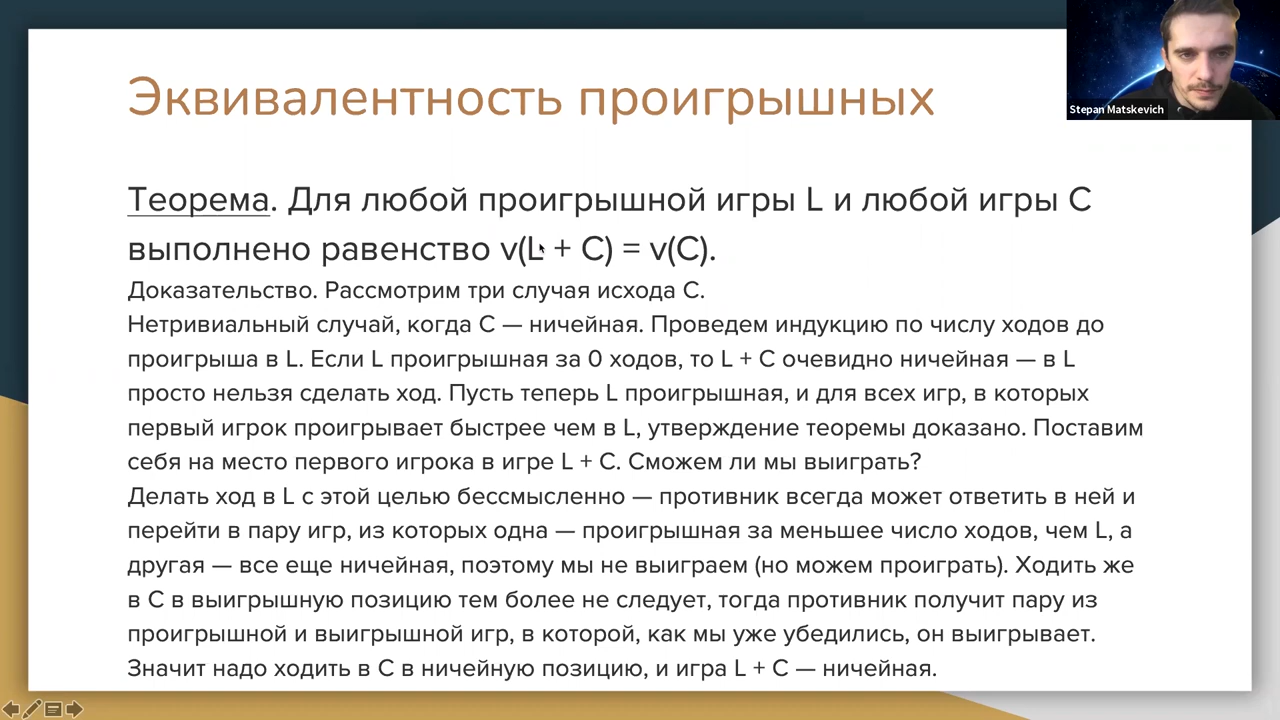 Эквивалентность проигрышных
Stepan Matskevich
Теорема. Для любой проигрышной игры L и любой игры C
выполнено равенство v(L + C) = v(C).
Доказательство. Рассмотрим три случая исхода C.
Нетривиальный случай, когда C — ничейная. Проведем индукцию по числу ходов до
проигрыша в L. Если L проигрышная за 0 ходов, то L + C очевидно ничейная — в L
просто нельзя сделать ход. Пусть теперь L проигрышная, и для всех игр, в которых
первый игрок проигрывает быстрее чем в L, утверждение теоремы доказано. Поставим
себя на место первого игрока в игре L + C. Сможем ли мы выиграть?
Делать ход в L с этой целью бессмысленно — противник всегда может ответить в ней и
перейти в пару игр, из которых одна — проигрышная за меньшее число ходов, чем L, а
другая — все еще ничейная, поэтому мы не выиграем (но можем проиграть). Ходить же
в C в выигрышную позицию тем более не следует, тогда противник получит пару из
проигрышной и выигрышной игр, в которой, как мы уже убедились, он выигрывает.
Значит надо ходить в C в ничейную позицию, и игра L + C — ничейная.